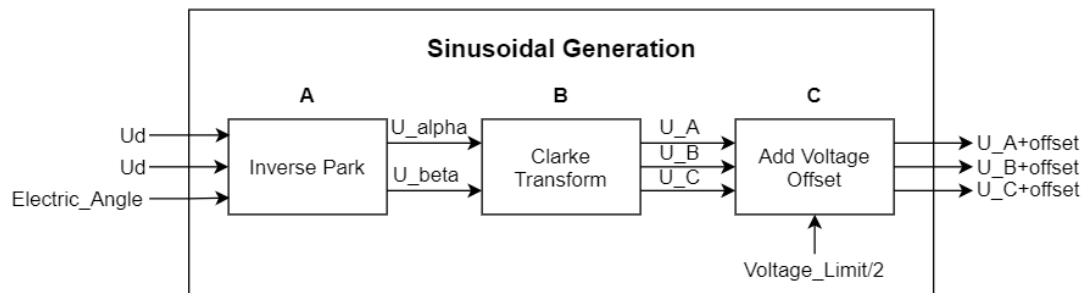 Sinusoidal Generation
A
B
C
Ud
Ud
Electric_Angle
Inverse Park
U_alpha
U_beta
Clarke
Transform
U_A
U_B
U_C
Add Voltage
Offset
U_A+offset
U_B+offset
U_C+offset
Voltage_Limit/2